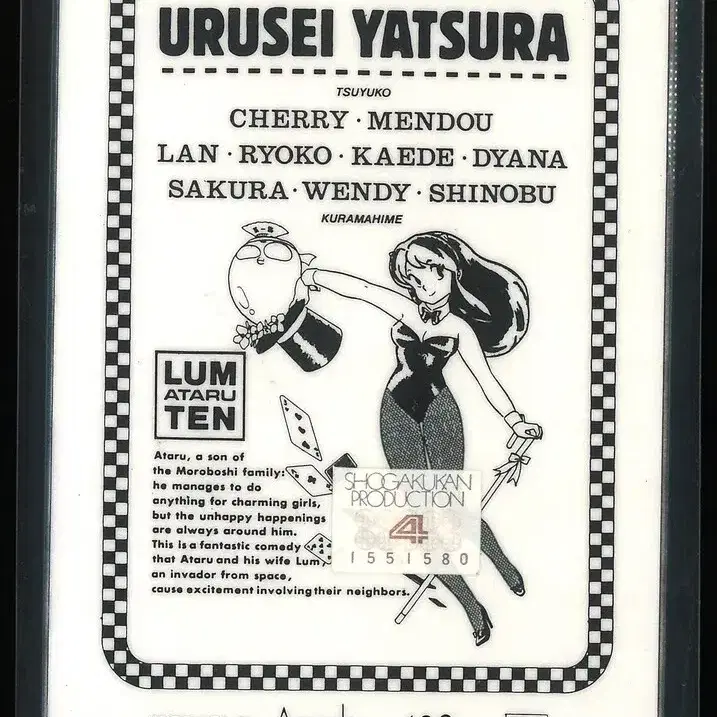 URUSEI YATSURA
TSUYUKO
CHERRY · MENDOU
LAN · RYOKO · KAEDE · DYANA
SAKURA · WENDY · SHINOBU
KURAMAHIME
LUM
ATARU
TEN
Ataru, a son of
the Moroboshi family:
he manages to do
anything for charming girls,
but the unhappy happenings
are always around him.
This is a fantastic comedy
that Ataru and his wife Lum,
an invador from space,
cause excitement involving their neighbors.
SHOGAKUKAN
PRODUCTION
4
1551580